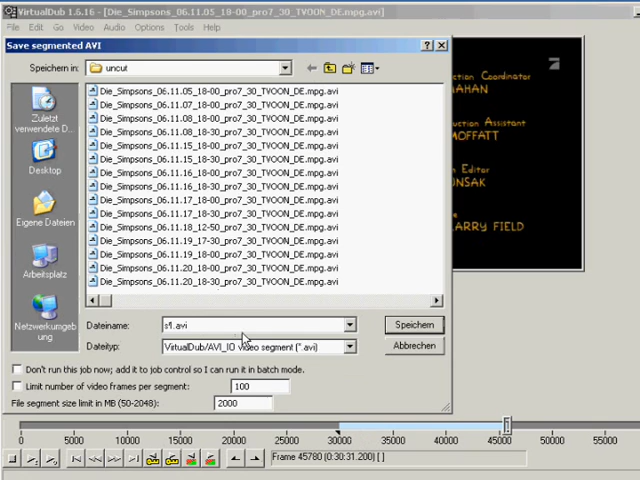 VirtualDub 1.6.16 - [Die_Simpsons_06.11.05_18-00_pro7_30_TVOON_DE.mpg.avi]
File Edit View Go Video Audio Options Tools Help
Save segmented AVI
Speichern in: uncut
Zuletzt verwendete D...
Desktop
Eigene Dateien
Arbeitsplatz
Netzwerkumgeb ung
Die_Simpsons_06.11.05_18-00_pro7_30_TVOON_DE.mpg.avi
Die_Simpsons_06.11.07_18-00_pro7_30_TVOON_DE.mpg.avi
Die_Simpsons_06.11.08_18-00_pro7_30_TVOON_DE.mpg.avi
Die_Simpsons_06.11.08_18-30_pro7_30_TVOON_DE.mpg.avi
Die_Simpsons_06.11.15_18-00_pro7_30_TVOON_DE.mpg.avi
Die_Simpsons_06.11.15_18-30_pro7_30_TVOON_DE.mpg.avi
Die_Simpsons_06.11.16_18-00_pro7_30_TVOON_DE.mpg.avi
Die_Simpsons_06.11.16_18-30_pro7_30_TVOON_DE.mpg.avi
Die_Simpsons_06.11.17_18-00_pro7_30_TVOON_DE.mpg.avi
Die_Simpsons_06.11.17_18-30_pro7_30_TVOON_DE.mpg.avi
Die_Simpsons_06.11.18_12-50_pro7_30_TVOON_DE.mpg.avi
Die_Simpsons_06.11.19_17-30_pro7_30_TVOON_DE.mpg.avi
Die_Simpsons_06.11.19_18-00_pro7_30_TVOON_DE.mpg.avi
Die_Simpsons_06.11.20_18-00_pro7_30_TVOON_DE.mpg.avi
Die_Simpsons_06.11.20_18-30_pro7_30_TVOON_DE.mpg.avi
Dateiname: s1.avi Speichern
Dateityp: VirtualDub/AVI_IO video segment (*.avi) Abbrechen
Don't run this job now; add it to job control so I can run it in batch mode.
Limit number of video frames per segment: 100
File segment size limit in MB (50-2048): 2000
ction Coordinator
AHAN
uction Assistant
MOFFATT
n Editor
ONSAK
ARRY FIELD
0 5000 10000 15000 20000 25000 30000 35000 40000 45000 50000 55000
Frame 45780 (0:30:31.200) [ ]